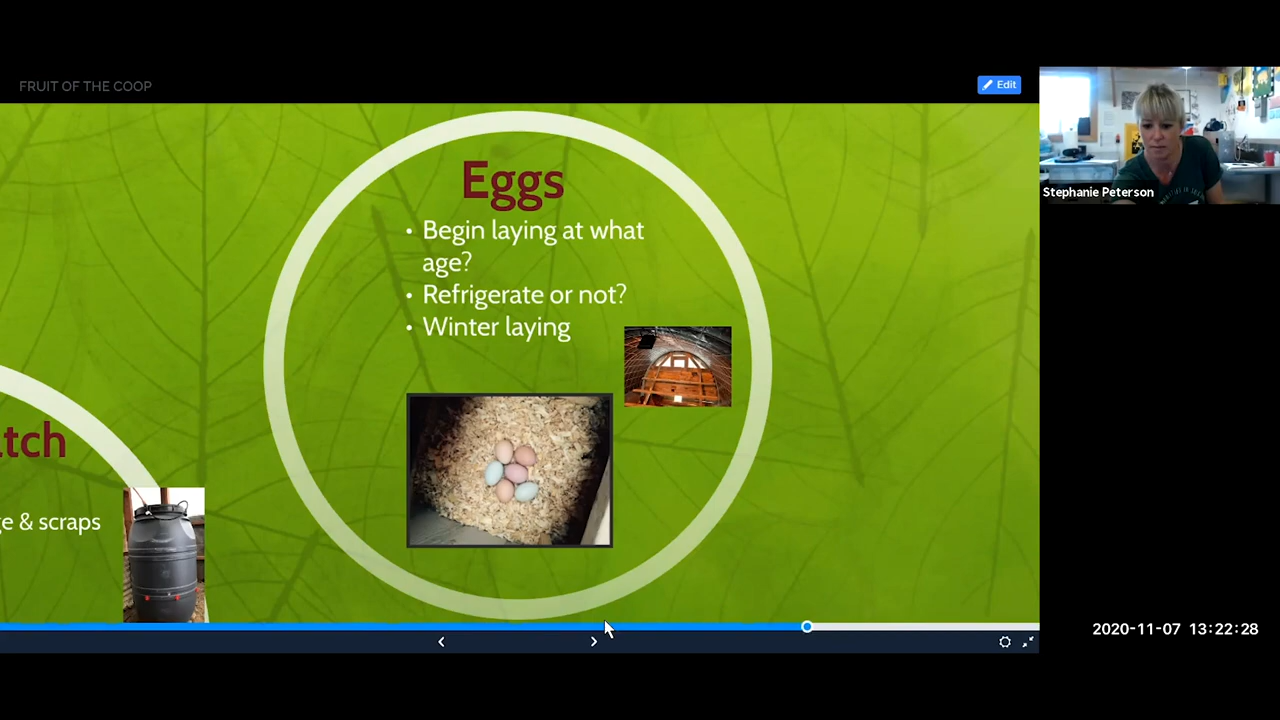 FRUIT OF THE COOP
Edit
Stephanie Peterson
Eggs
• Begin laying at what
age?
• Refrigerate or not?
• Winter laying
tch
e & scraps
2020-11-07 13:22:28